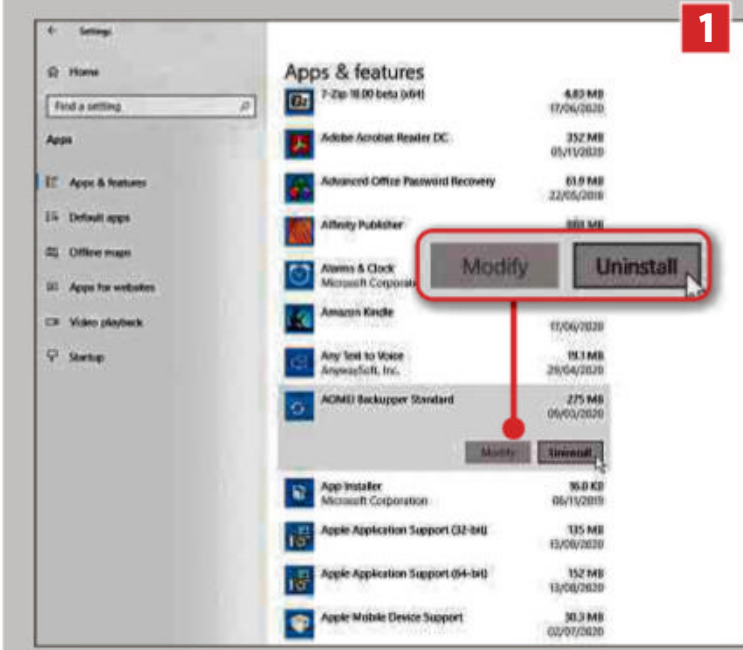 1
Settings
Home
Find a setting
Apps
Apps & features
Default apps
Offline maps
Apps for websites
Video playback
Startup
Apps & features
7-Zip 18.00 beta (x64) 4.83 MB
17/06/2020
Adobe Acrobat Reader DC 352 MB
05/11/2020
Advanced Office Password Recovery 61.9 MB
22/05/2018
Affinity Publisher MB
Alarms & Clock
Microsoft
Modify Uninstall
Amazon Kindle
17/06/2020
Any Text to Voice 19.1 MB
AnywaySoft, Inc. 29/04/2020
AOMEI Backupper Standard 275 MB
09/03/2020
Modify Uninstall
App Installer 16.0 KB
Microsoft Corporation 06/11/2019
Apple Application Support (32-bit) 135 MB
13/08/2020
Apple Application Support (64-bit) 152 MB
13/08/2020
Apple Mobile Device Support 30.3 MB
02/07/2020